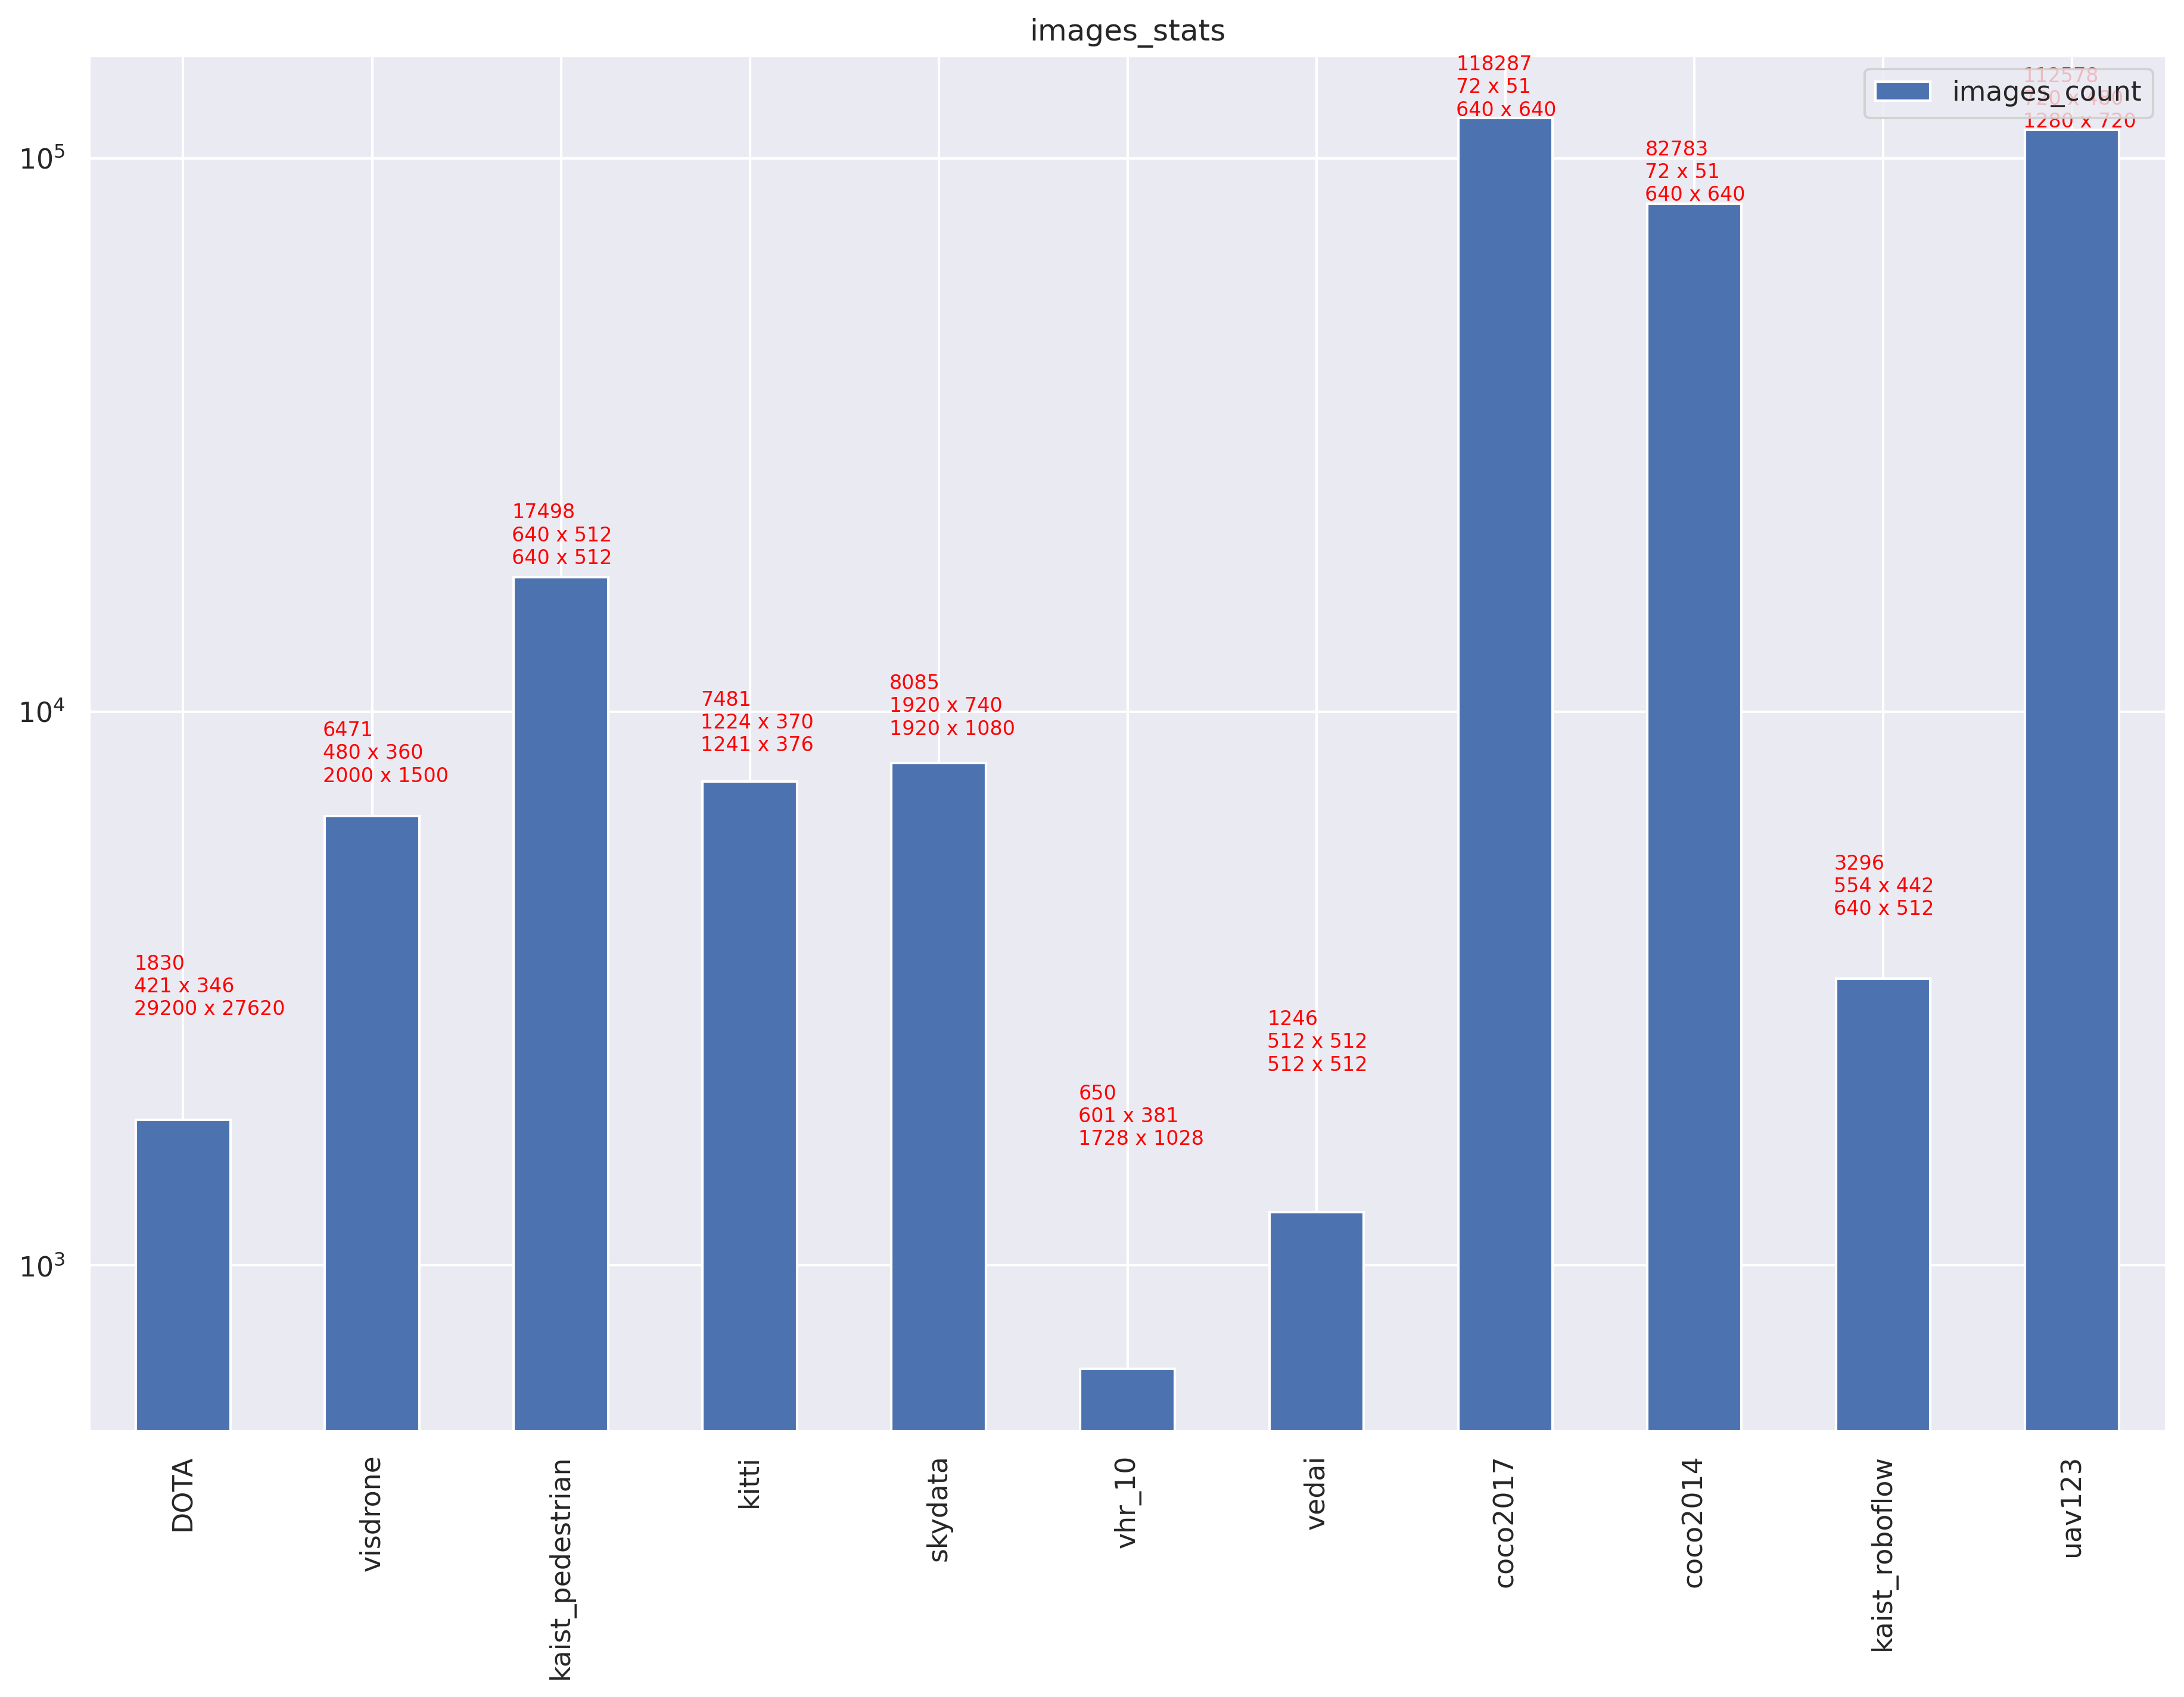 images_stats
images_count
10^5
10^4
10^3
1830
421 x 346
29200 x 27620
6471
480 x 360
2000 x 1500
17498
640 x 512
640 x 512
7481
1224 x 370
1241 x 376
8085
1920 x 740
1920 x 1080
650
601 x 381
1728 x 1028
1246
512 x 512
512 x 512
118287
72 x 51
640 x 640
82783
72 x 51
640 x 640
3296
554 x 442
640 x 512
112578
1280 x 720
DOTA
visdrone
kaist_pedestrian
kitti
skydata
vhr_10
vedai
coco2017
coco2014
kaist_roboflow
uav123